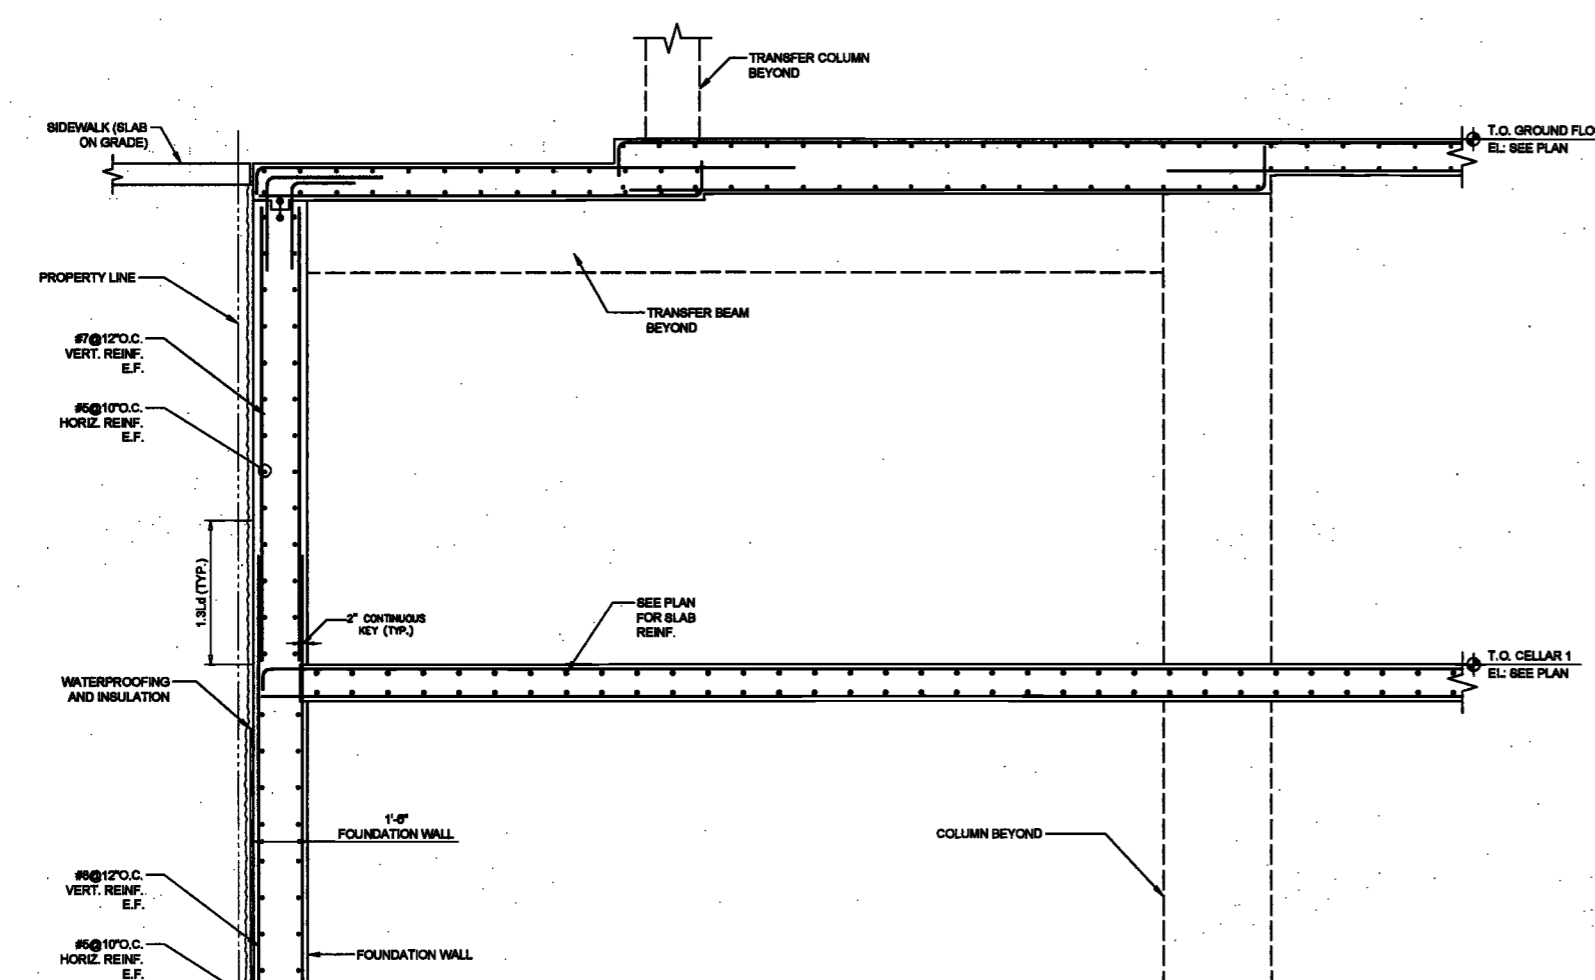 TRANSFER COLUMN
BEYOND
SIDEWALK (SLAB
ON GRADE)
T.O. GROUND FLO
EL: SEE PLAN
PROPERTY LINE
TRANSFER BEAM
BEYOND
#7@12"O.C.
VERT. REINF.
E.F.
#5@10"O.C.
HORIZ. REINF.
E.F.
1.3Ld (TYP.)
2" CONTINUOUS
KEY (TYP.)
SEE PLAN
FOR SLAB
REINF.
T.O. CELLAR 1
EL: SEE PLAN
WATERPROOFING
AND INSULATION
1'-6"
FOUNDATION WALL
COLUMN BEYOND
VERT. REINF.
E.F.
#5@10"O.C.
HORIZ. REINF.
E.F.
FOUNDATION WALL